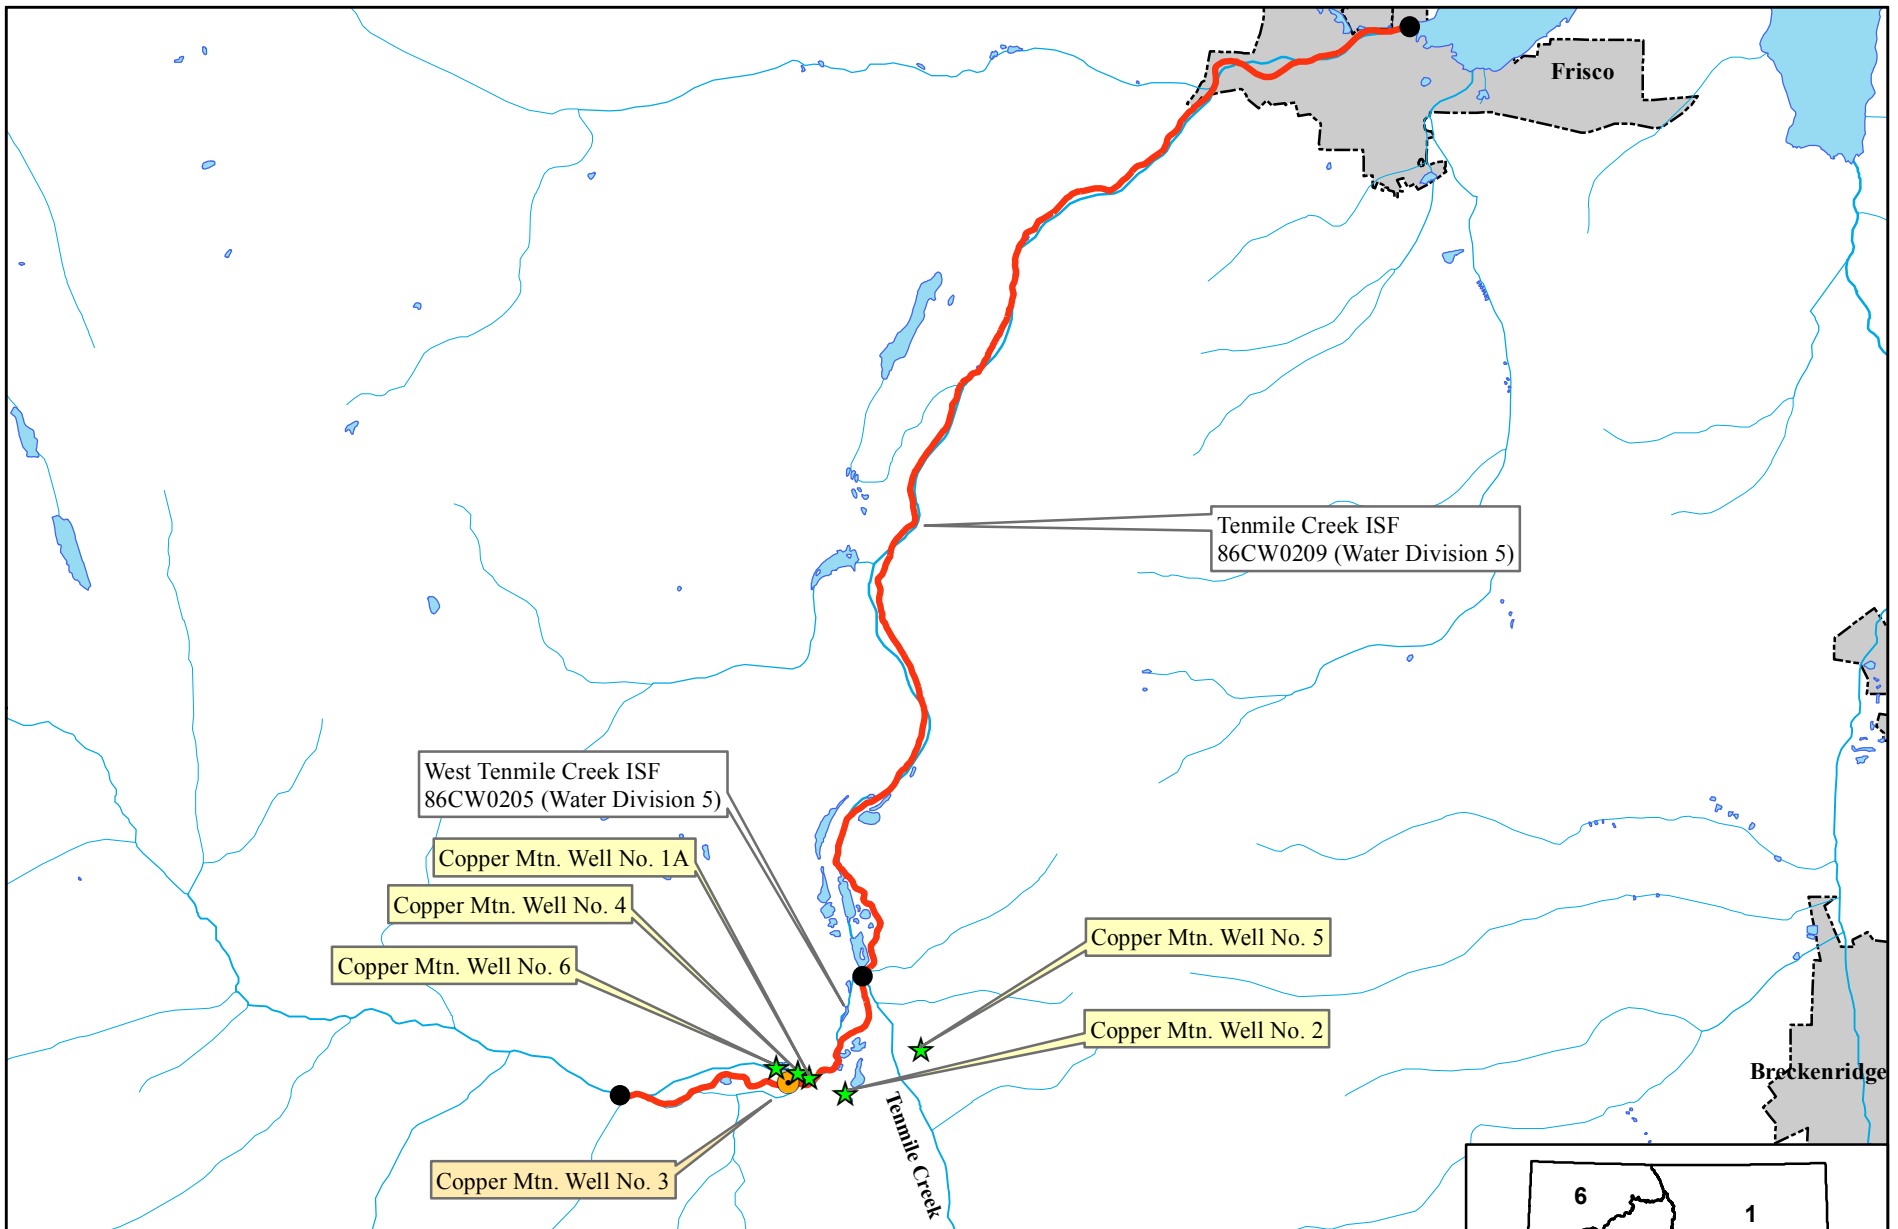 Frisco
Tenmile Creek ISF
86CW0209 (Water Division 5)
West Tenmile Creek ISF
86CW0205 (Water Division 5)
Copper Mtn. Well No. 1A
Copper Mtn. Well No. 4
Copper Mtn. Well No. 5
Copper Mtn. Well No. 6
Copper Mtn. Well No. 2
Breckenridge
Tenmile Creek
Copper Mtn. Well No. 3
6
1